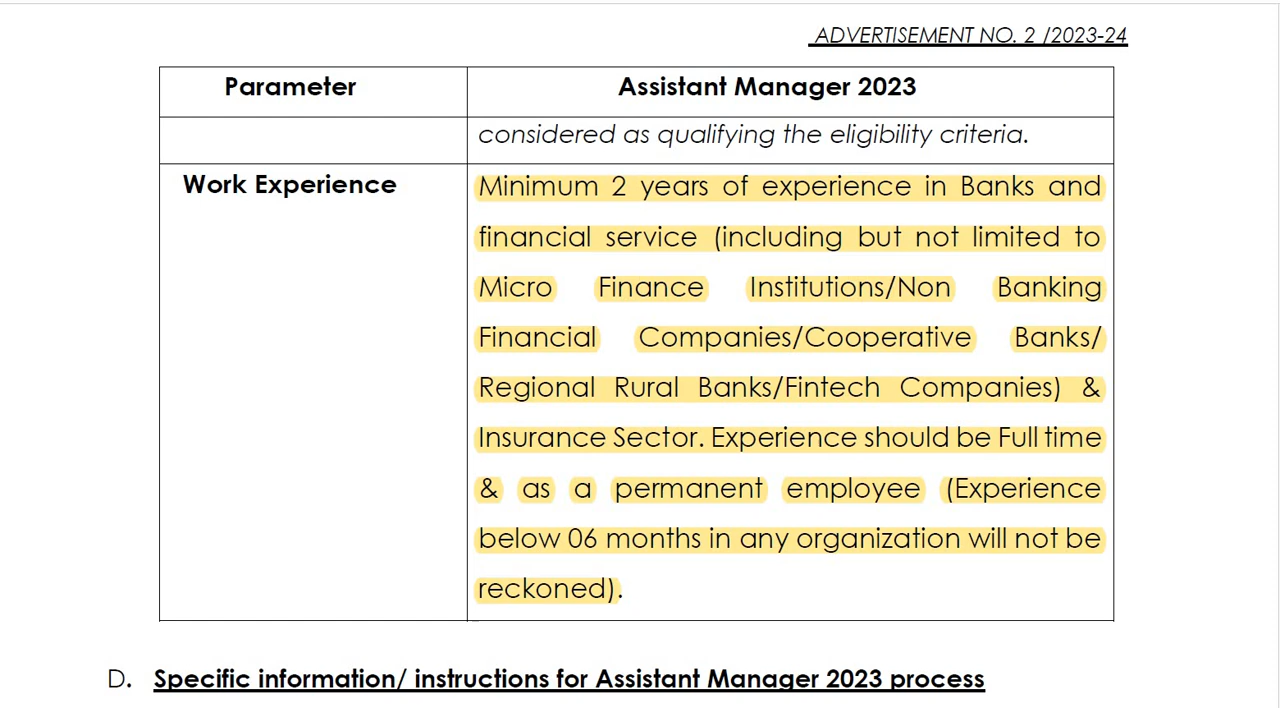 ADVERTISEMENT NO. 2 /2023-24
Parameter
Assistant Manager 2023
considered as qualifying the eligibility criteria.
Work Experience
Minimum 2 years of experience in Banks and
financial service (including but not limited to
Micro Finance Institutions/Non Banking
Financial Companies/Cooperative Banks/
Regional Rural Banks/Fintech Companies) &
Insurance Sector. Experience should be Full time
& as a permanent employee (Experience
below 06 months in any organization will not be
reckoned).
D. Specific information/ instructions for Assistant Manager 2023 process